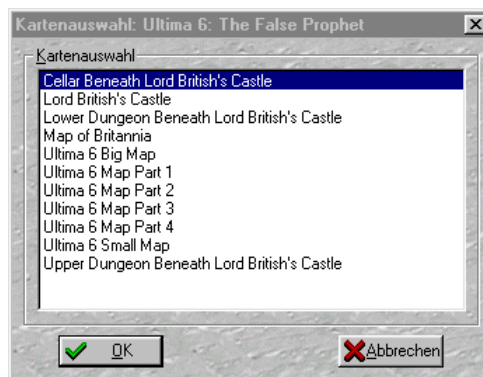 Kartenauswahl: Ultima 6: The False Prophet
Kartenauswahl
Cellar Beneath Lord British's Castle
Lord British's Castle
Lower Dungeon Beneath Lord British's Castle
Map of Britannia
Ultima 6 Big Map
Ultima 6 Map Part 1
Ultima 6 Map Part 2
Ultima 6 Map Part 3
Ultima 6 Map Part 4
Ultima 6 Small Map
Upper Dungeon Beneath Lord British's Castle
OK
Abbrechen